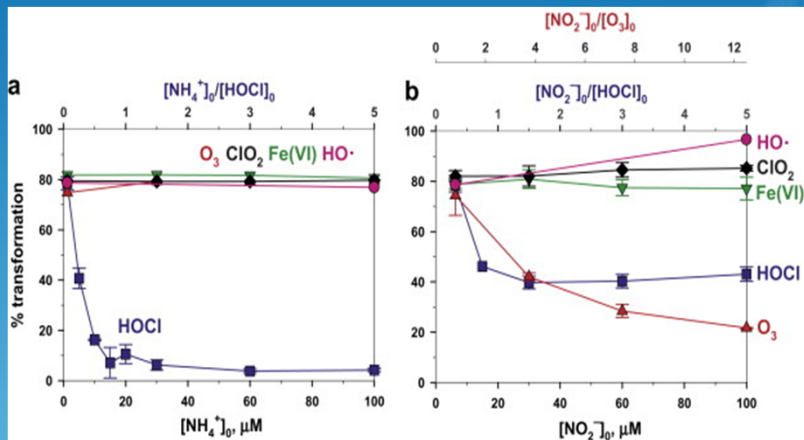 [NO₂⁻]₀/[O₃]₀
0 2 4 6 8 10 12
a
[NH₄⁺]₀/[HOCl]₀
0 1 2 3 4 5
b
[NO₂⁻]₀/[HOCl]₀
0 1 2 3 4 5
% transformation
100
80
60
40
20
0
O₃ ClO₂ Fe(VI) HO·
HOCl
0 20 40 60 80 100
[NH₄⁺]₀, μM
100
80
60
40
20
0
HO·
ClO₂
Fe(VI)
HOCl
O₃
0 20 40 60 80 100
[NO₂⁻]₀, μM